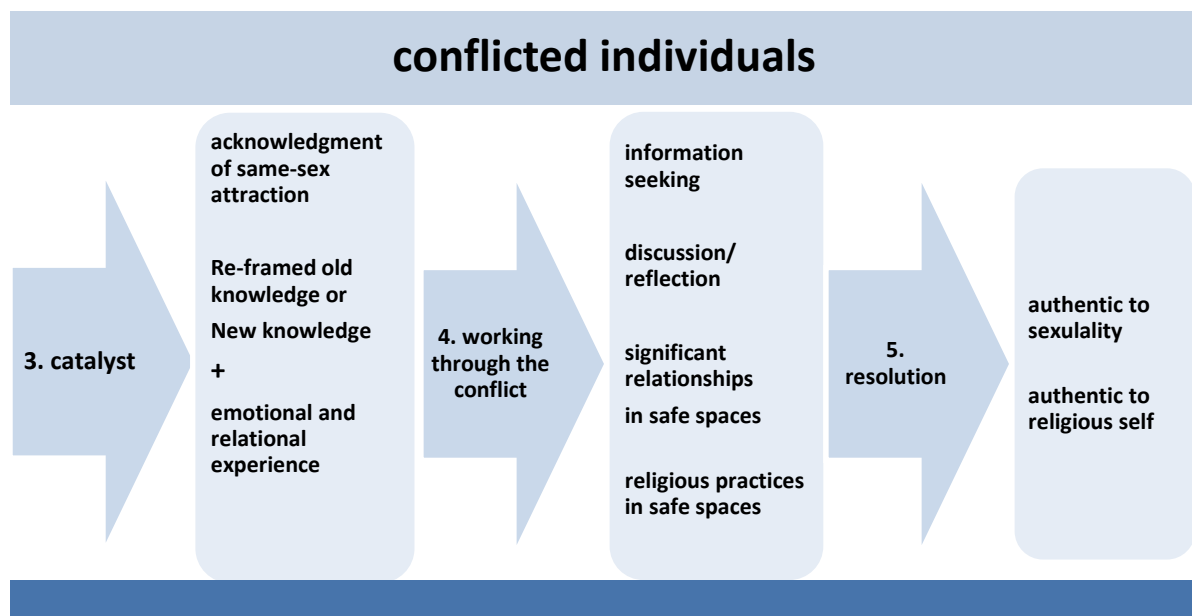 conflicted individuals
3. catalyst
acknowledgment
of same-sex
attraction
Re-framed old
knowledge or
New knowledge
+
emotional and
relational
experience
4. working
through the
conflict
information
seeking
discussion/
reflection
significant
relationships
in safe spaces
religious practices
in safe spaces
5.
resolution
authentic to
sexulality
authentic to
religious self